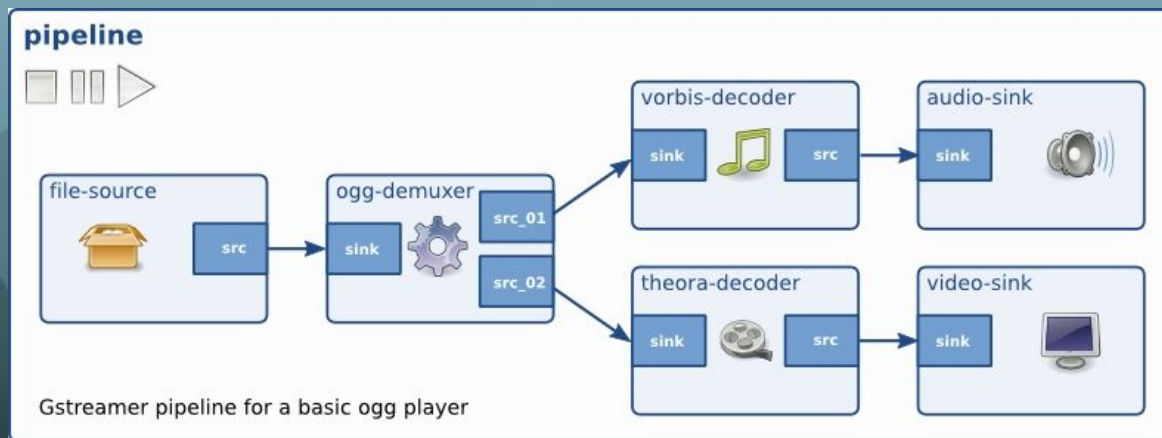 pipeline
file-source
src
ogg-demuxer
sink
src_01
src_02
vorbis-decoder
sink
src
audio-sink
sink
theora-decoder
sink
src
video-sink
sink
Gstreamer pipeline for a basic ogg player